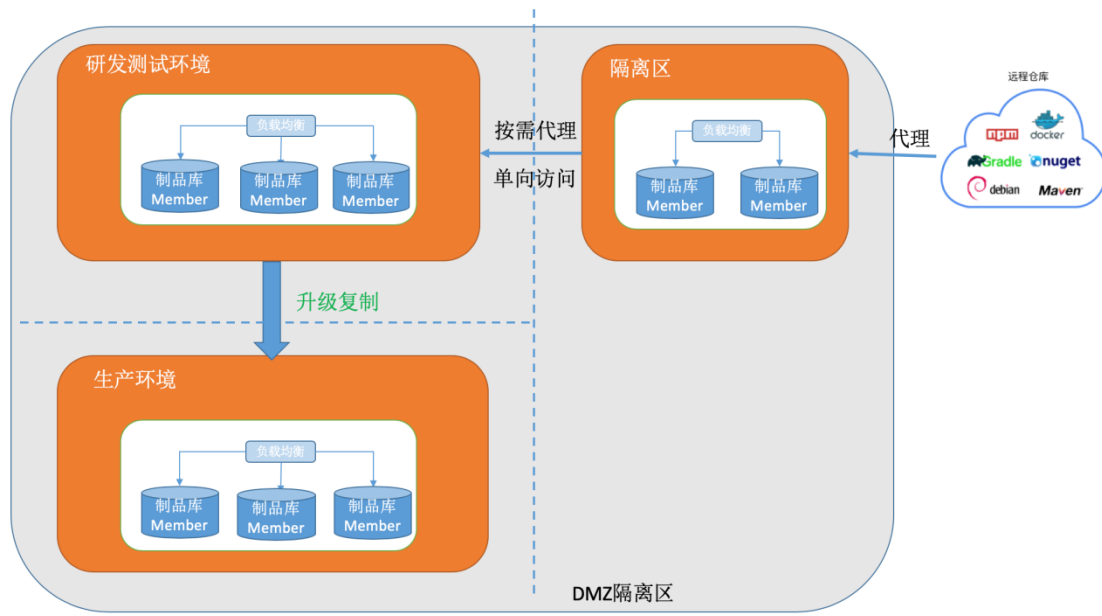 研发测试环境
负载均衡
制品库
Member
制品库
Member
制品库
Member
按需代理
单向访问
隔离区
负载均衡
制品库
Member
制品库
Member
代理
远程仓库
npm
docker
Gradle
nuget
debian
Maven
升级复制
生产环境
负载均衡
制品库
Member
制品库
Member
制品库
Member
DMZ隔离区